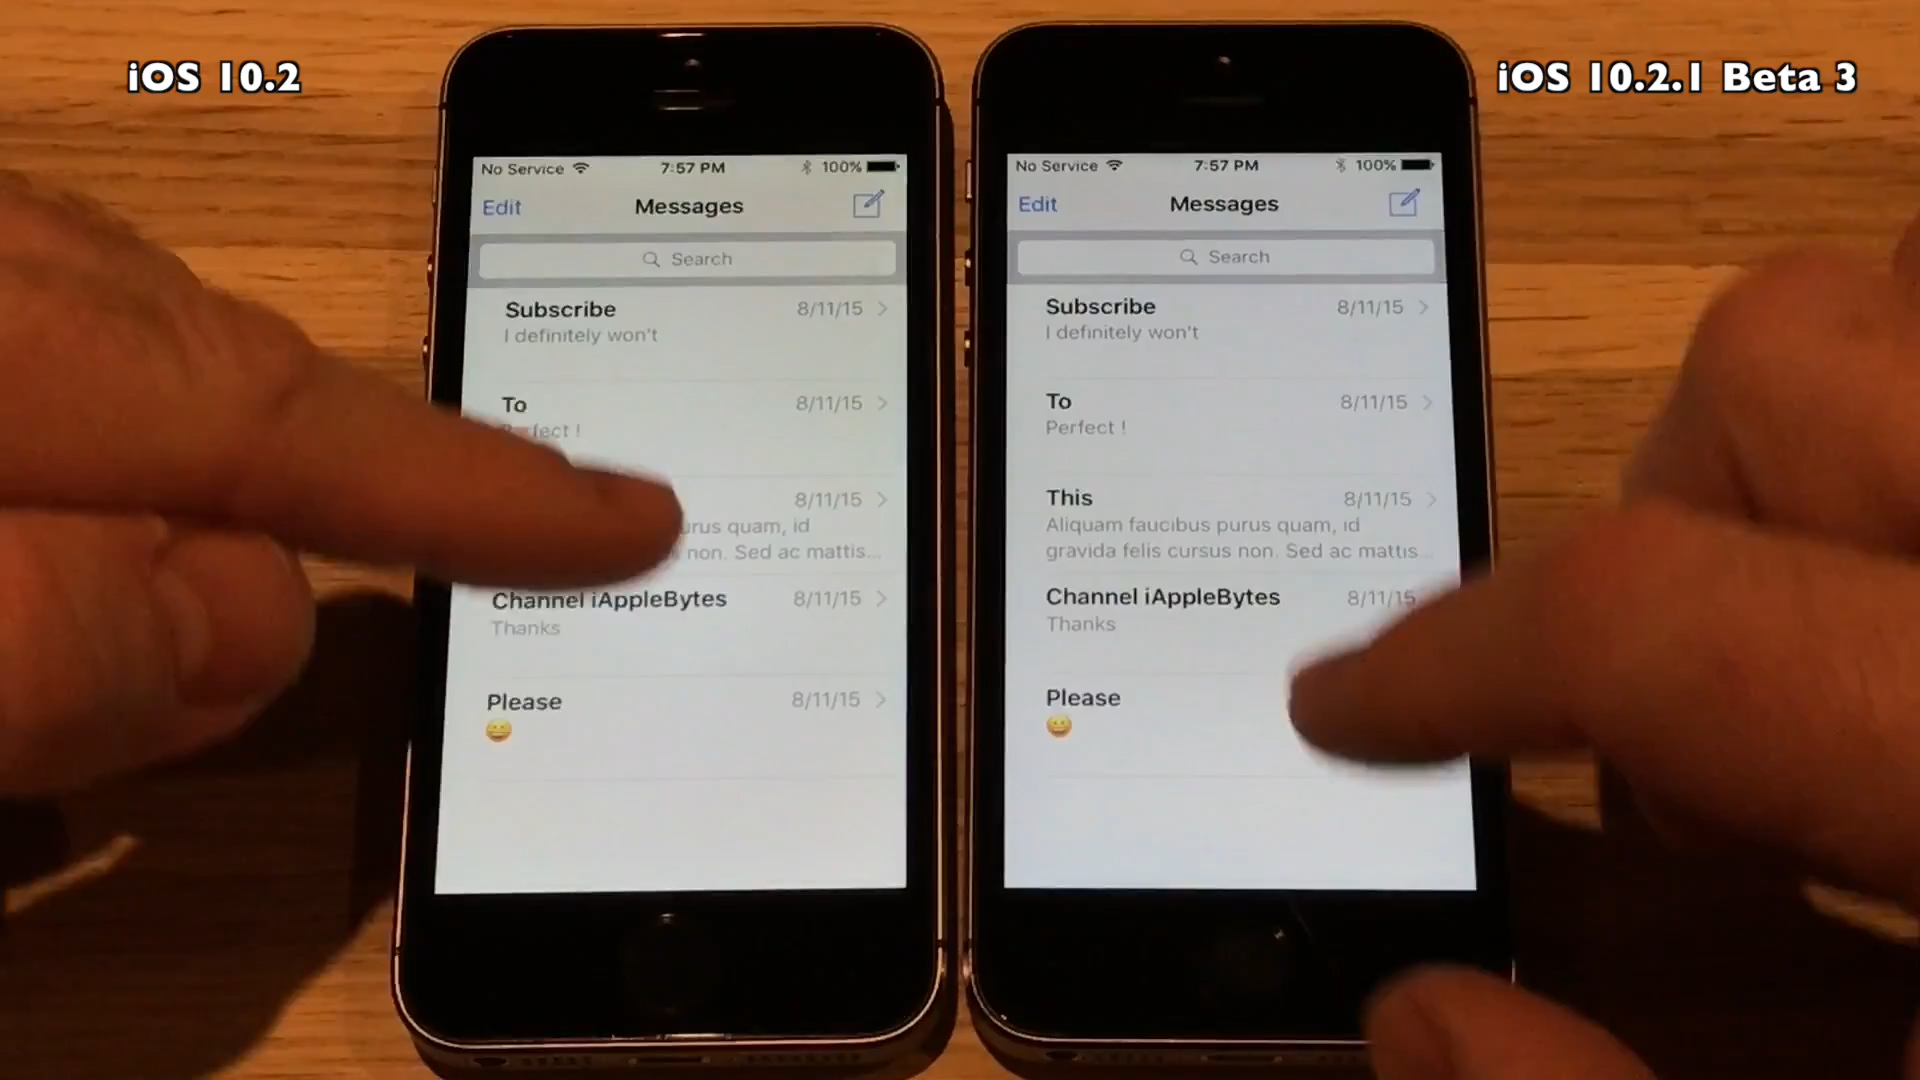 iOS 10.2
iOS 10.2.1 Beta 3
No Service 7:57 PM 100%
Edit Messages
Search
Subscribe 8/11/15
I definitely won't
To 8/11/15
8/11/15
urus quam, id
non. Sed ac mattis...
Channel iAppleBytes 8/11/15
Thanks
Please 8/11/15
No Service 7:57 PM 100%
Edit Messages
Search
Subscribe 8/11/15
I definitely won't
To 8/11/15
Perfect !
This 8/11/15
Aliquam faucibus purus quam, id
gravida felis cursus non. Sed ac mattis...
Channel iAppleBytes 8/11/15
Thanks
Please